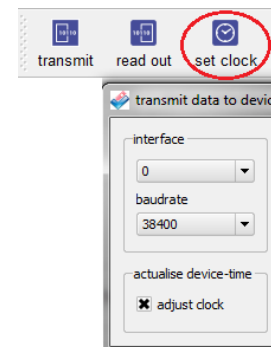 transmit read out set clock
transmit data to devic
interface
0
baudrate
38400
actualise device-time
adjust clock